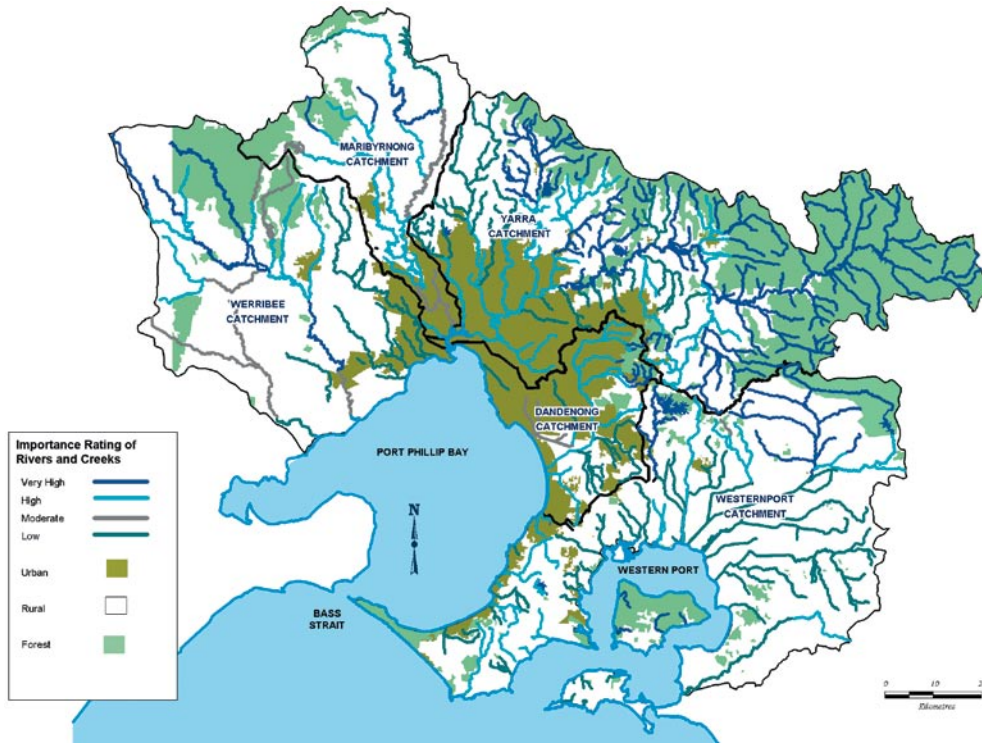 MARIBYRNONG
CATCHMENT
YARRA
CATCHMENT
WERRIBEE
CATCHMENT
DANDENONG
CATCHMENT
PORT PHILLIP BAY
WESTERNPORT
CATCHMENT
N
WESTERN PORT
BASS
STRAIT
Importance Rating of
Rivers and Creeks
Very High
High
Moderate
Low
Urban
Rural
Forest
0 10
Kilometres